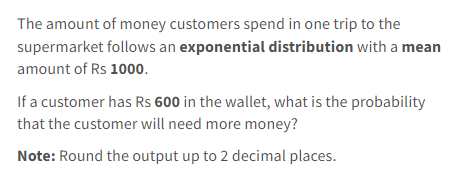 The amount of money customers spend in one trip to the
supermarket follows an exponential distribution with a mean
amount of Rs 1000.
If a customer has Rs 600 in the wallet, what is the probability
that the customer will need more money?
Note: Round the output up to 2 decimal places.